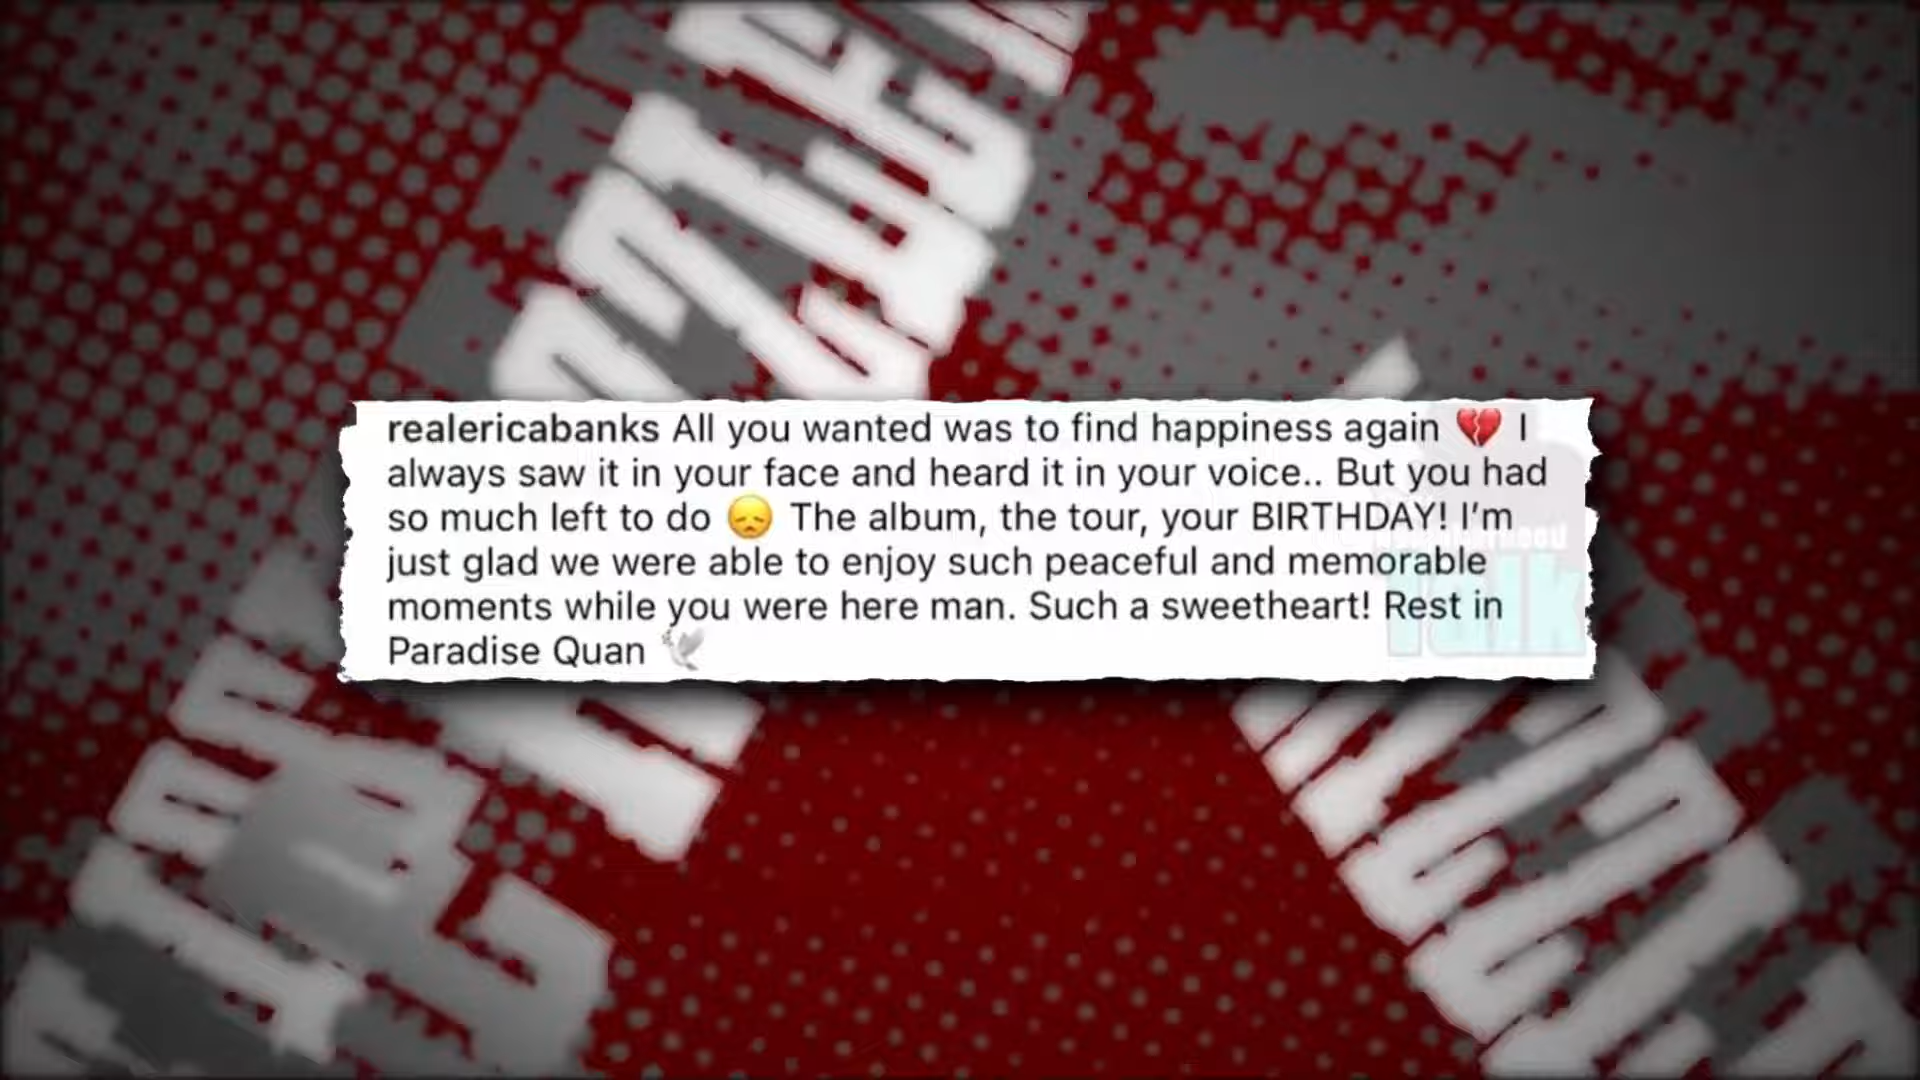 realericabanks All you wanted was to find happiness again 💔 I
always saw it in your face and heard it in your voice.. But you had
so much left to do 😞 The album, the tour, your BIRTHDAY! I'm
just glad we were able to enjoy such peaceful and memorable
moments while you were here man. Such a sweetheart! Rest in
Paradise Quan 🕊
Talk